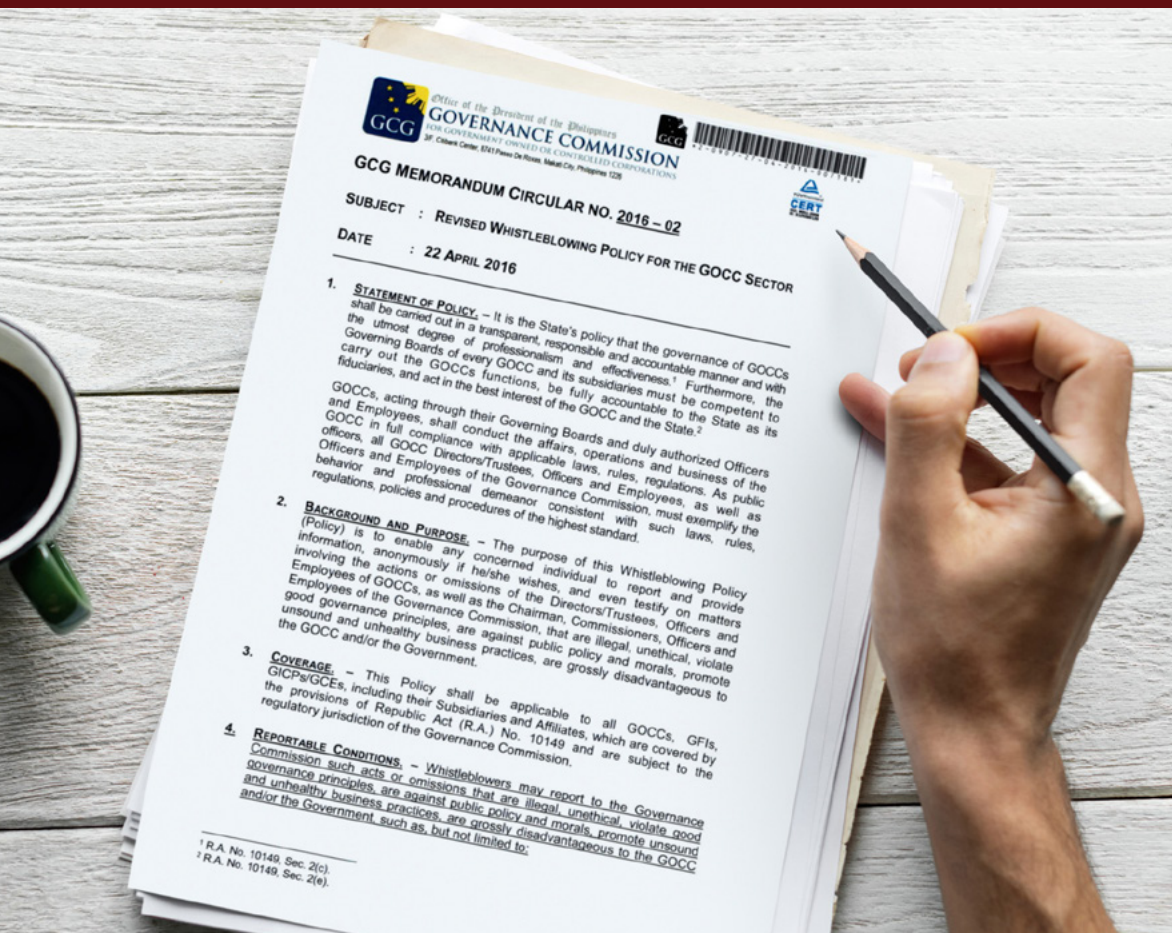 GCG
Office of the President of the Philippines
GOVERNANCE COMMISSION
FOR GOVERNMENT OWNED OR CONTROLLED CORPORATIONS
3/F, Citibank Center, 8741 Paseo De Roxas, Makati City, Philippines 1226
GCG
CERT
GCG MEMORANDUM CIRCULAR NO. 2016 – 02
SUBJECT : REVISED WHISTLEBLOWING POLICY FOR THE GOCC SECTOR
DATE : 22 APRIL 2016
1. STATEMENT OF POLICY. – It is the State's policy that the governance of GOCCs
shall be carried out in a transparent, responsible and accountable manner and with
the utmost degree of professionalism and effectiveness.¹ Furthermore, the
Governing Boards of every GOCC and its subsidiaries must be competent to
carry out the GOCCs functions, be fully accountable to the State as its
fiduciaries, and act in the best interest of the GOCC and the State.²
GOCCs, acting through their Governing Boards and duly authorized Officers
and Employees, shall conduct the affairs, operations and business of the
GOCC in full compliance with applicable laws, rules, regulations. As public
officers, all GOCC Directors/Trustees, Officers and Employees, as well as
Officers and Employees of the Governance Commission, must exemplify the
behavior and professional demeanor consistent with such laws, rules,
regulations, policies and procedures of the highest standard.
2. BACKGROUND AND PURPOSE. – The purpose of this Whistleblowing Policy
(Policy) is to enable any concerned individual to report and provide
information, anonymously if he/she wishes, and even testify on matters
involving the actions or omissions of the Directors/Trustees, Officers and
Employees of GOCCs, as well as the Chairman, Commissioners, Officers and
Employees of the Governance Commission, that are illegal, unethical, violate
good governance principles, are against public policy and morals, promote
unsound and unhealthy business practices, are grossly disadvantageous to
the GOCC and/or the Government.
3. COVERAGE. – This Policy shall be applicable to all GOCCs, GFIs,
GICPs/GCEs, including their Subsidiaries and Affiliates, which are covered by
the provisions of Republic Act (R.A.) No. 10149 and are subject to the
regulatory jurisdiction of the Governance Commission.
4. REPORTABLE CONDITIONS. – Whistleblowers may report to the Governance
Commission such acts or omissions that are illegal, unethical, violate good
governance principles, are against public policy and morals, promote unsound
and unhealthy business practices, are grossly disadvantageous to the GOCC
and/or the Government, such as, but not limited to:
¹ R.A. No. 10149, Sec. 2(c).
² R.A. No. 10149, Sec. 2(e).